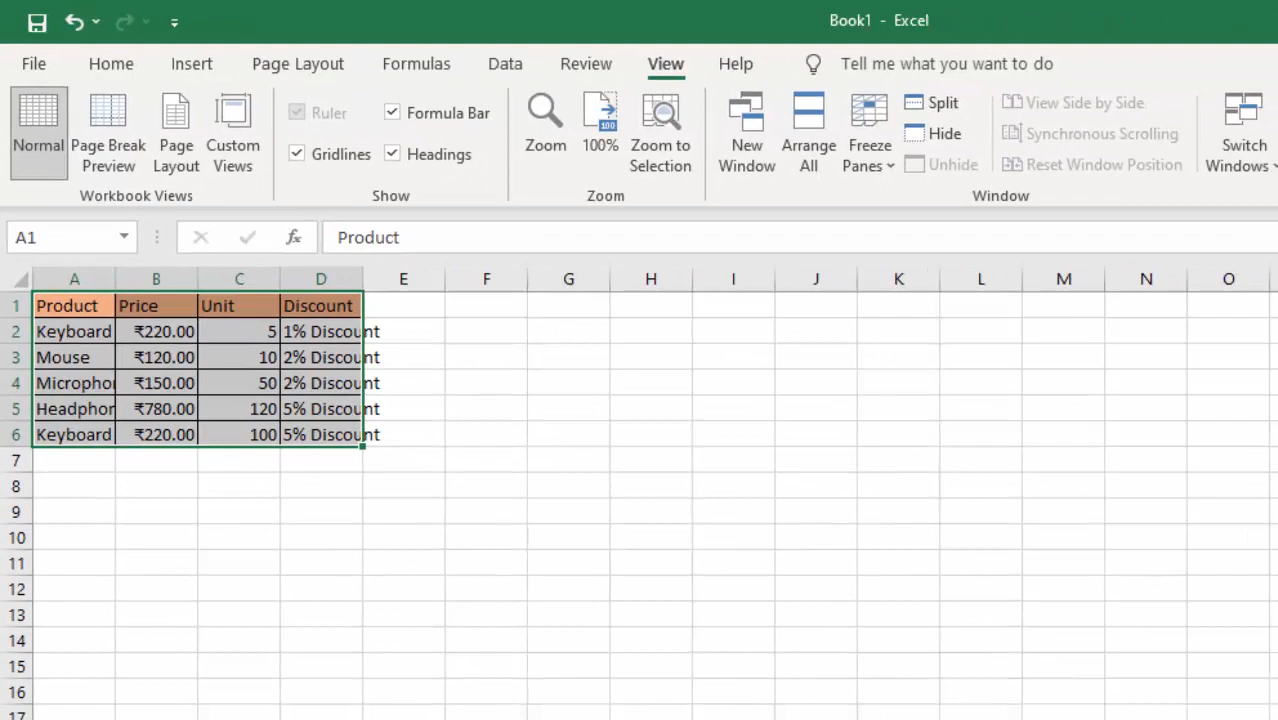 Book1 - Excel
File Home Insert Page Layout Formulas Data Review View Help Tell me what you want to do
Normal
Page Break
Preview
Page
Layout
Custom
Views
Workbook Views
Ruler
Formula Bar
Gridlines
Headings
Show
Zoom
100
100%
Zoom to
Selection
Zoom
New
Window
Arrange
All
Freeze
Panes
Split
Hide
Unhide
View Side by Side
Synchronous Scrolling
Reset Window Position
Window
Switch
Windows
A1 fx Product
A B C D E F G H I J K L M N O
1 Product Price Unit Discount
2 Keyboard ₹220.00 5 1% Discount
3 Mouse ₹120.00 10 2% Discount
4 Microphon ₹150.00 50 2% Discount
5 Headphon ₹780.00 120 5% Discount
6 Keyboard ₹220.00 100 5% Discount
7
8
9
10
11
12
13
14
15
16
17